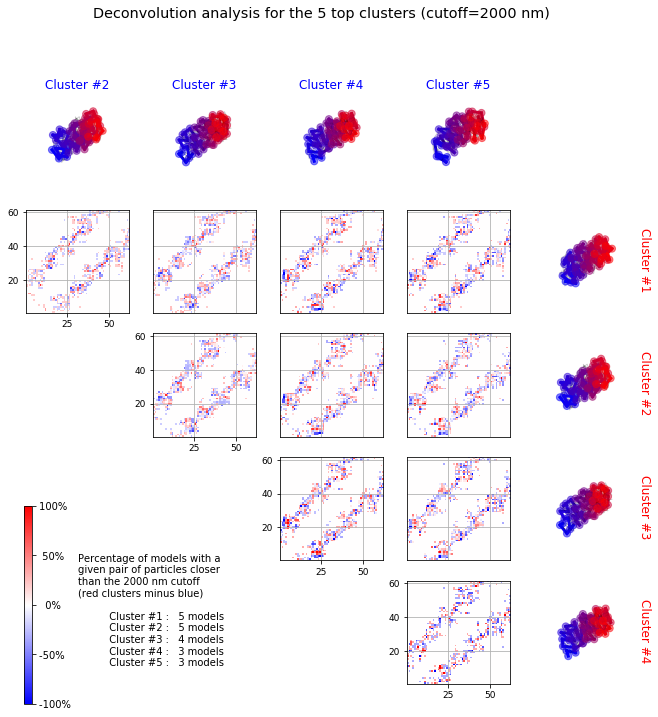 Deconvolution analysis for the 5 top clusters (cutoff=2000 nm)
Cluster #2
Cluster #3
Cluster #4
Cluster #5
60
40
20
25
50
Cluster #1
60
40
20
25
50
Cluster #2
60
40
20
25
50
Cluster #3
60
40
20
25
50
Cluster #4
100%
50%
0%
-50%
-100%
Percentage of models with a
given pair of particles closer
than the 2000 nm cutoff
(red clusters minus blue)
Cluster #1 : 5 models
Cluster #2 : 5 models
Cluster #3 : 4 models
Cluster #4 : 3 models
Cluster #5 : 3 models